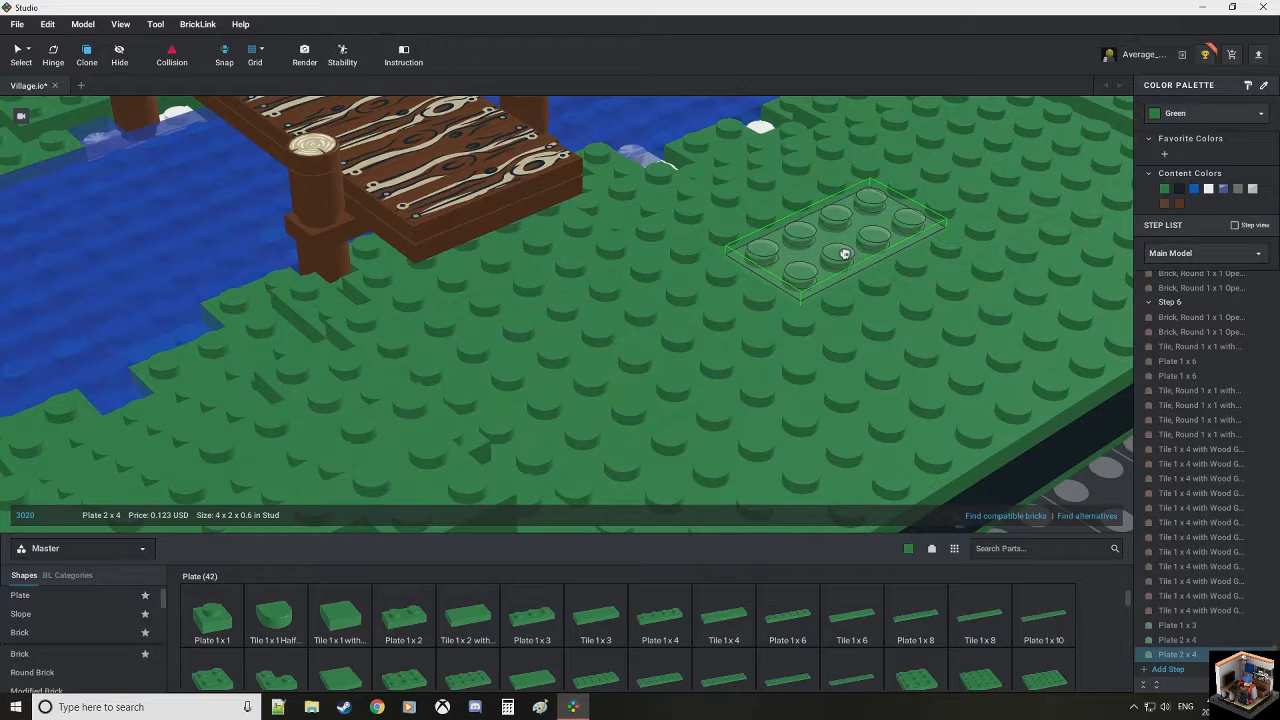 Studio
File Edit Model View Tool BrickLink Help
Select Hinge Clone Hide Collision Snap Grid Render Stability Instruction
Average_...
Village.io*
COLOR PALETTE
Green
Favorite Colors
Content Colors
STEP LIST
Step view
Main Model
Brick, Round 1 x 1 Ope...
Brick, Round 1 x 1 Ope...
Step 6
Brick, Round 1 x 1 Ope...
Brick, Round 1 x 1 Ope...
Tile, Round 1 x 1 with...
Plate 1 x 6
Plate 1 x 6
Tile, Round 1 x 1 with...
Tile, Round 1 x 1 with...
Tile, Round 1 x 1 with...
Tile, Round 1 x 1 with...
Tile 1 x 4 with Wood G...
Tile 1 x 4 with Wood G...
Tile 1 x 4 with Wood G...
Tile 1 x 4 with Wood G...
Tile 1 x 4 with Wood G...
Tile 1 x 4 with Wood G...
Tile 1 x 4 with Wood G...
Tile 1 x 4 with Wood G...
Tile 1 x 4 with Wood G...
Tile 1 x 4 with Wood G...
Tile 1 x 4 with Wood G...
Tile 1 x 4 with Wood G...
Plate 1 x 3
Plate 2 x 4
Plate 2 x 4
Add Step
3020 Plate 2 x 4 Price: 0.123 USD Size: 4 x 2 x 0.6 in Stud
Find compatible bricks | Find alternatives
Master
Search Parts...
Shapes BL Categories
Plate
Slope
Brick
Brick
Round Brick
Modified Brick
Plate (42)
Plate 1 x 1 Tile 1 x 1 Half... Tile 1 x 1 with... Plate 1 x 2 Tile 1 x 2 with... Plate 1 x 3 Tile 1 x 3 Plate 1 x 4 Tile 1 x 4 Plate 1 x 6 Tile 1 x 6 Plate 1 x 8 Tile 1 x 8 Plate 1 x 10
Type here to search
ENG